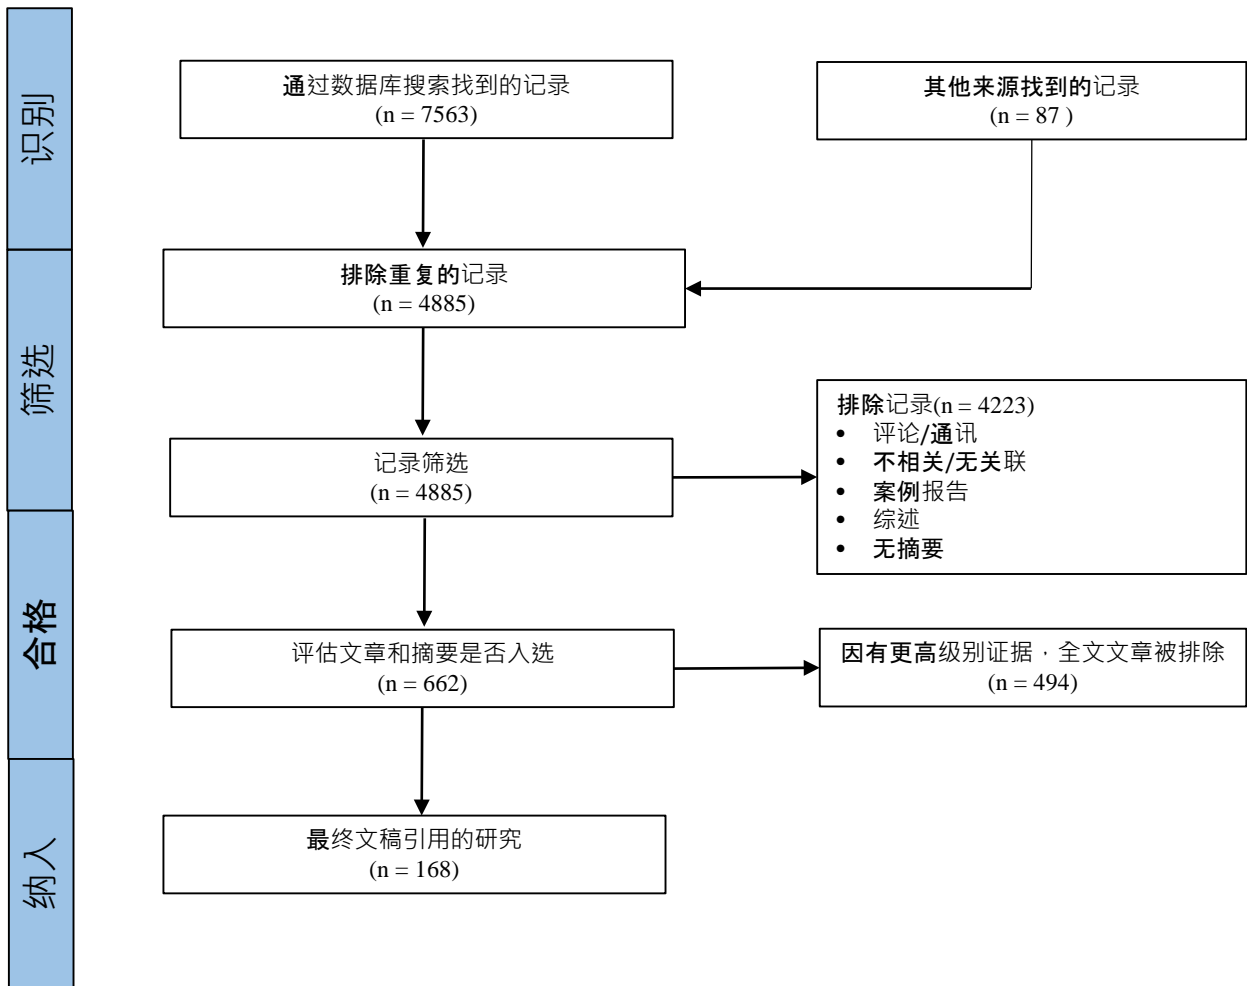 识别
通过数据库搜索找到的记录
(n = 7563)
其他来源找到的记录
(n = 87 )
排除重复的记录
(n = 4885)
筛选
记录筛选
(n = 4885)
排除记录(n = 4223)
• 评论/通讯
• 不相关/无关联
• 案例报告
• 综述
• 无摘要
合格
评估文章和摘要是否入选
(n = 662)
因有更高级别证据，全文文章被排除
(n = 494)
纳入
最终文稿引用的研究
(n = 168)